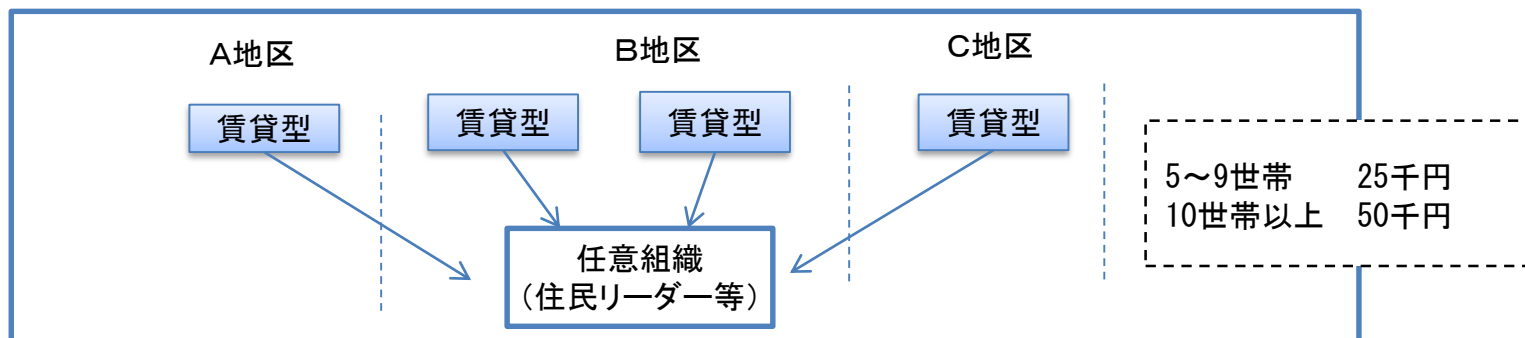 A地区
B地区
C地区
賃貸型
賃貸型
賃貸型
賃貸型
5～9世帯　　25千円
10世帯以上　50千円
任意組織
（住民リーダー等）